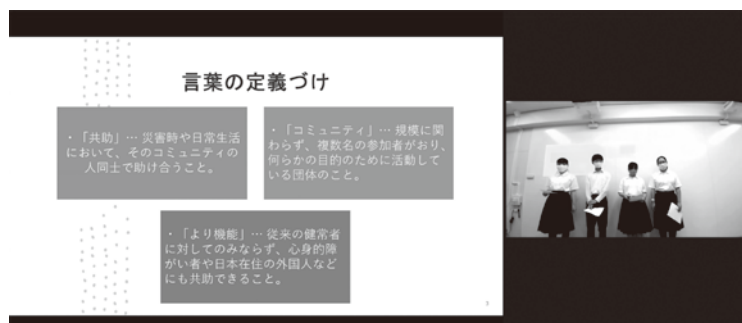 言葉の定義づけ
・「共助」… 災害時や日常生活
において、そのコミュニティの
人同士で助け合うこと。
・「コミュニティ」… 規模に関
わらず、複数名の参加者がおり、
何らかの目的のために活動して
いる団体のこと。
・「より機能」… 従来の健常者
に対してのみならず、心身的障
がい者や日本在住の外国人など
にも共助できること。
3